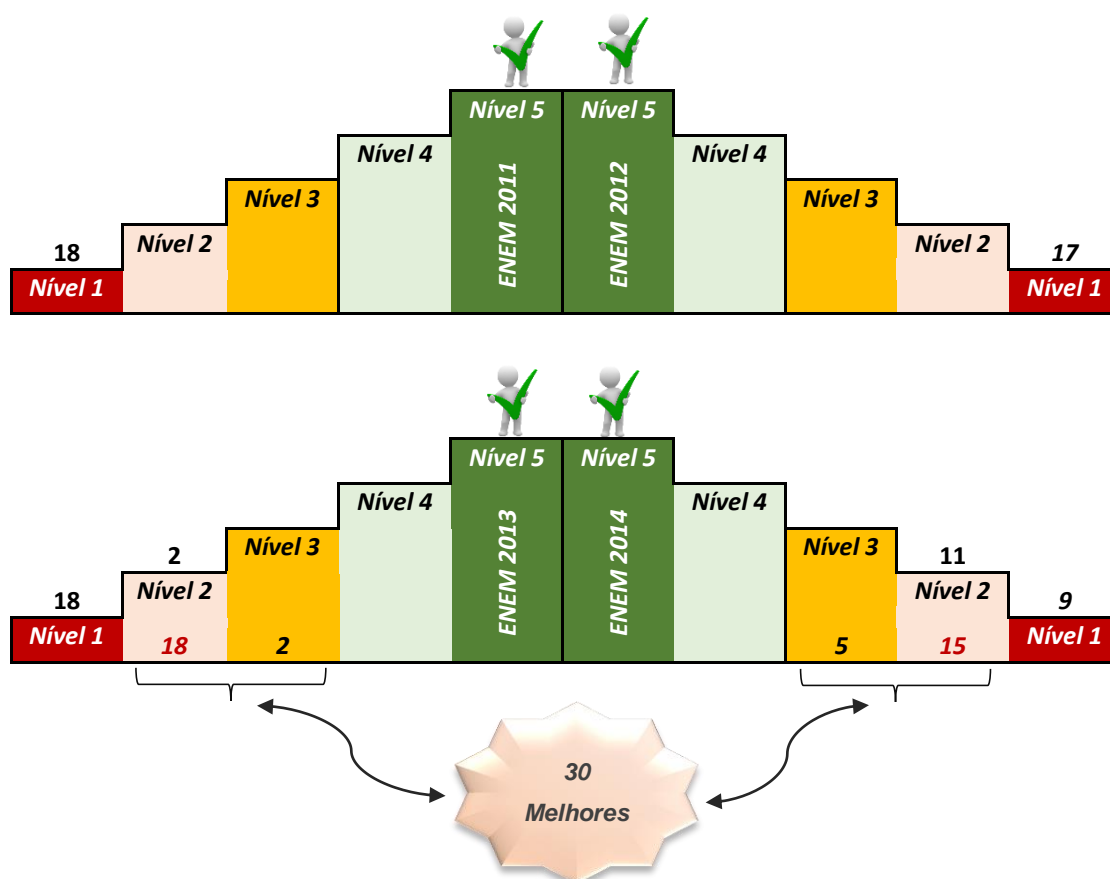 Nível 5 Nível 5
Nível 4 Nível 4
ENEM 2011 ENEM 2012
Nível 3 Nível 3
Nível 2 Nível 2
18 17
Nível 1 Nível 1
Nível 5 Nível 5
Nível 4 Nível 4
ENEM 2013 ENEM 2014
Nível 3 Nível 3
2 11
Nível 2 Nível 2
18 9
Nível 1 18 2 5 15 Nível 1
30
Melhores